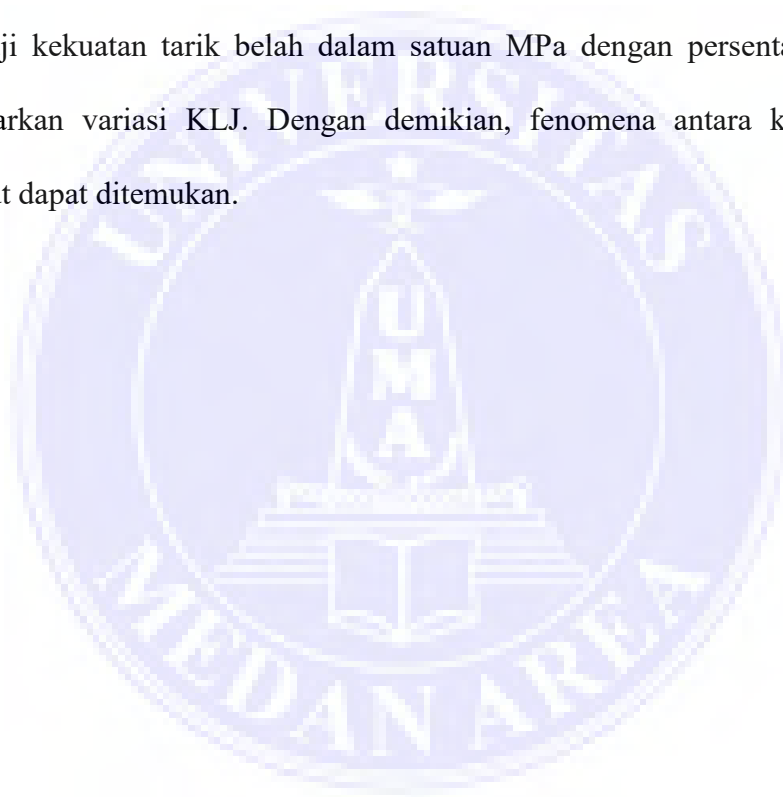 ji kekuatan tarik belah dalam satuan MPa dengan persenta
arkan variasi KLJ. Dengan demikian, fenomena antara k
t dapat ditemukan.
UNIVERSITAS
UMA
MEDAN AREA